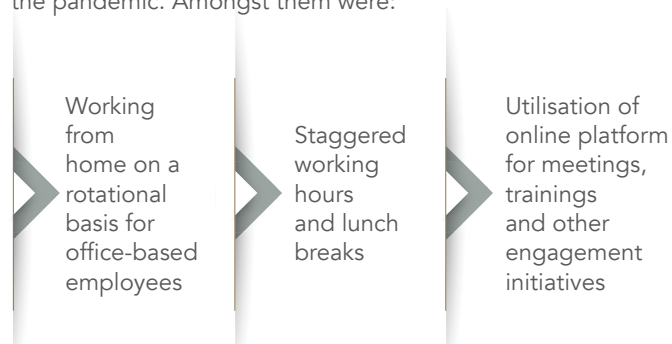 the pandemic. Amongst them were:
Working
from
home on a
rotational
basis for
office-based
employees
Staggered
working
hours
and lunch
breaks
Utilisation of
online platform
for meetings,
trainings
and other
engagement
initiatives